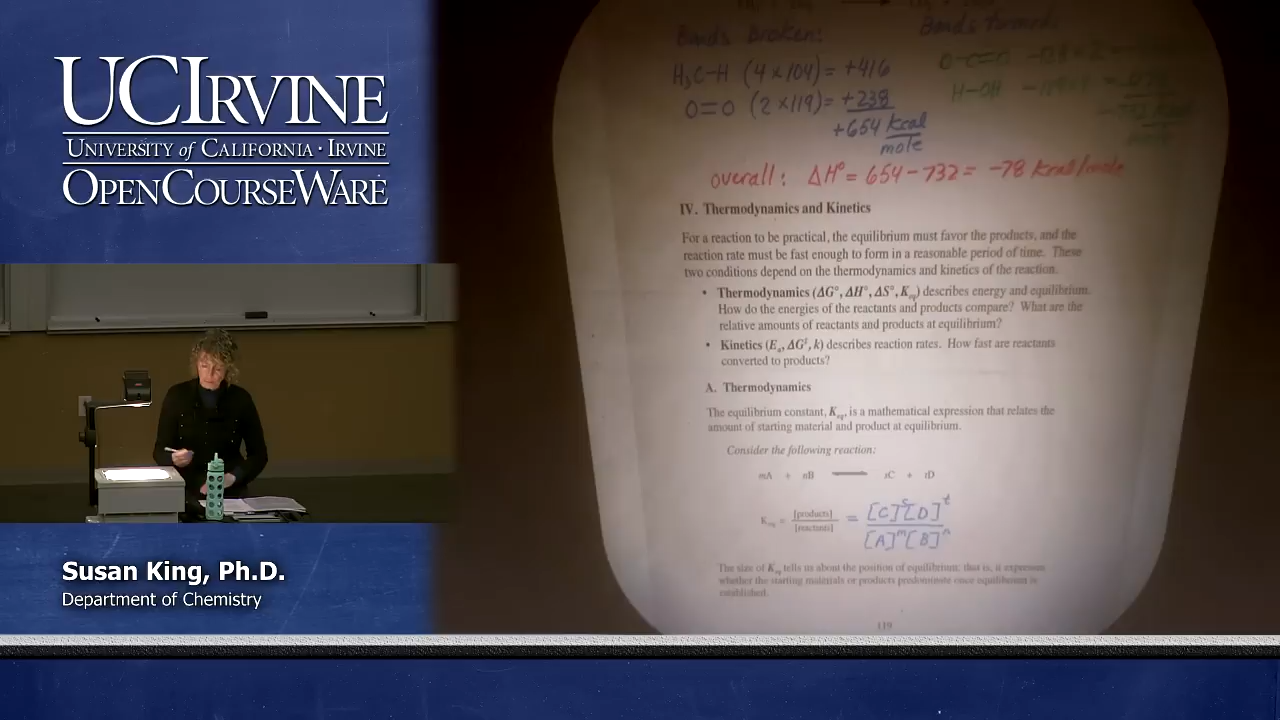 UCIRVINE
UNIVERSITY of CALIFORNIA · IRVINE
OPENCOURSEWARE
Susan King, Ph.D.
Department of Chemistry
Bonds broken:
Bonds formed:
H₃C-H (4 x 104) = +416
O=O (2 x 119) = +238
+654 kcal/mole
H-OH
overall: ΔH° = 654 - 732 = -78 kcal/mole
IV. Thermodynamics and Kinetics
For a reaction to be practical, the equilibrium must favor the products, and the
reaction rate must be fast enough to form in a reasonable period of time. These
two conditions depend on the thermodynamics and kinetics of the reaction.
• Thermodynamics (ΔG°, ΔH°, ΔS°, Keq) describes energy and equilibrium.
How do the energies of the reactants and products compare? What are the
relative amounts of reactants and products at equilibrium?
• Kinetics (Ea, ΔG‡, k) describes reaction rates. How fast are reactants
converted to products?
A. Thermodynamics
The equilibrium constant, Keq, is a mathematical expression that relates the
amount of starting material and product at equilibrium.
Consider the following reaction:
mA + nB sC + tD
Keq = [products]/[reactants] = [C]ˢ[D]ᵗ/[A]ᵐ[B]ⁿ
The size of Keq tells us about the position of equilibrium; that is, it expresses
whether the starting materials or products predominate once equilibrium is
established.
119